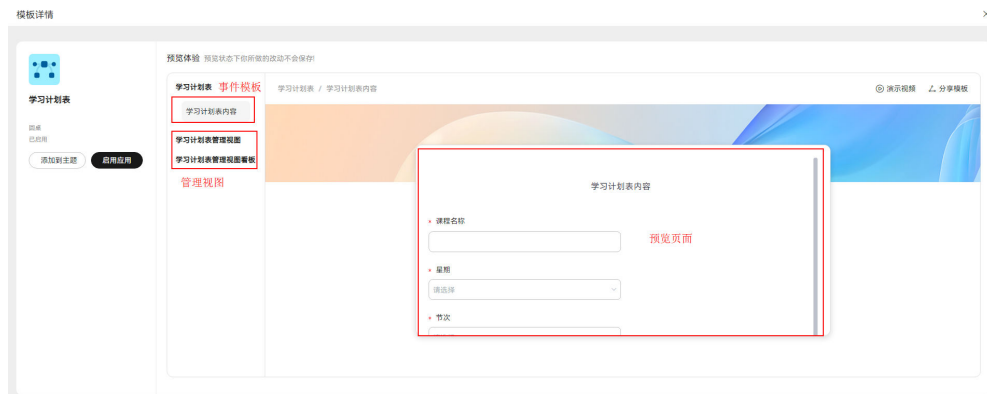 模板详情
学习计划表
圆桌
已启用
添加到主题 启用应用
预览体验 预览状态下你所做的改动不会保存!
学习计划表 事件模板
学习计划表内容
学习计划表管理视图
学习计划表管理视图看板
管理视图
学习计划表 / 学习计划表内容
演示视频 分享模板
学习计划表内容
* 课程名称
预览页面
* 星期
请选择
* 节次